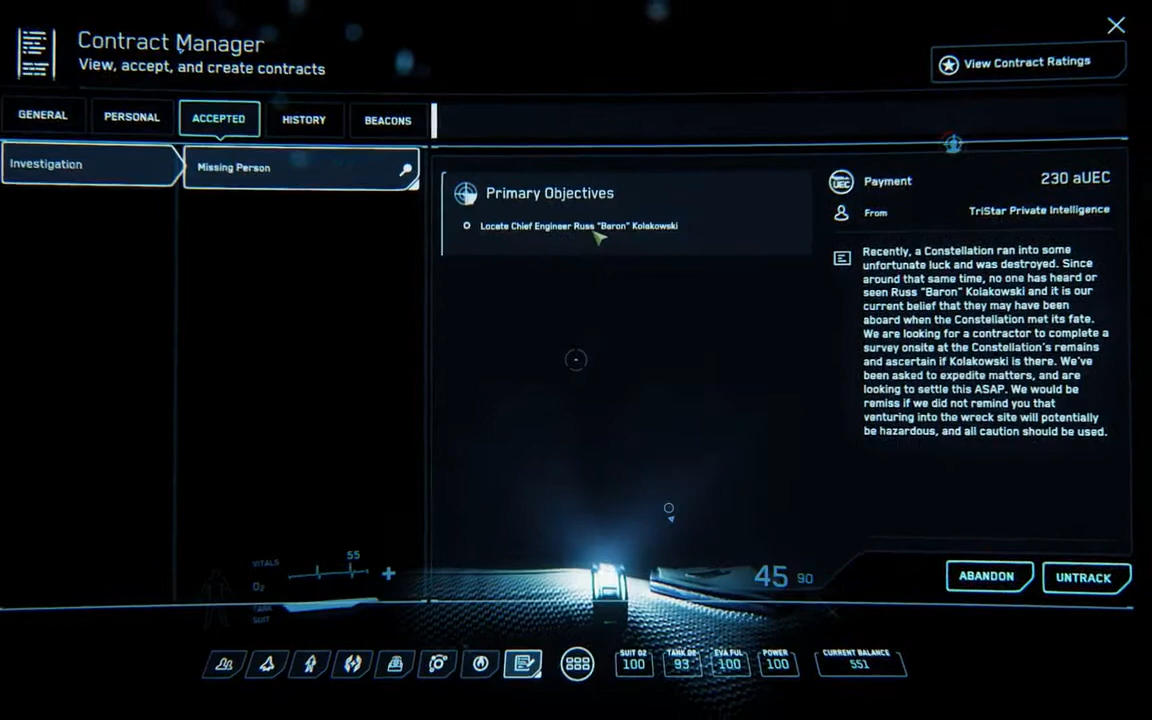 Contract Manager
View, accept, and create contracts
View Contract Ratings
GENERAL
PERSONAL
ACCEPTED
HISTORY
BEACONS
Investigation
Missing Person
Primary Objectives
Locate Chief Engineer Russ "Baron" Kolakowski
UEC
Payment
230 aUEC
From
TriStar Private Intelligence
Recently, a Constellation ran into some
unfortunate luck and was destroyed. Since
around that same time, no one has heard or
seen Russ "Baron" Kolakowski and it is our
current belief that they may have been
aboard when the Constellation met its fate.
We are looking for a contractor to complete a
survey onsite at the Constellation's remains
and ascertain if Kolakowski is there. We've
been asked to expedite matters, and are
looking to settle this ASAP. We would be
remiss if we did not remind you that
venturing into the wreck site will potentially
be hazardous, and all caution should be used.
VITALS
55
O2
TANK
SUIT
45 90
ABANDON
UNTRACK
SUIT O2
100
TANK O2
93
EVA FUL
100
POWER
100
CURRENT BALANCE
551